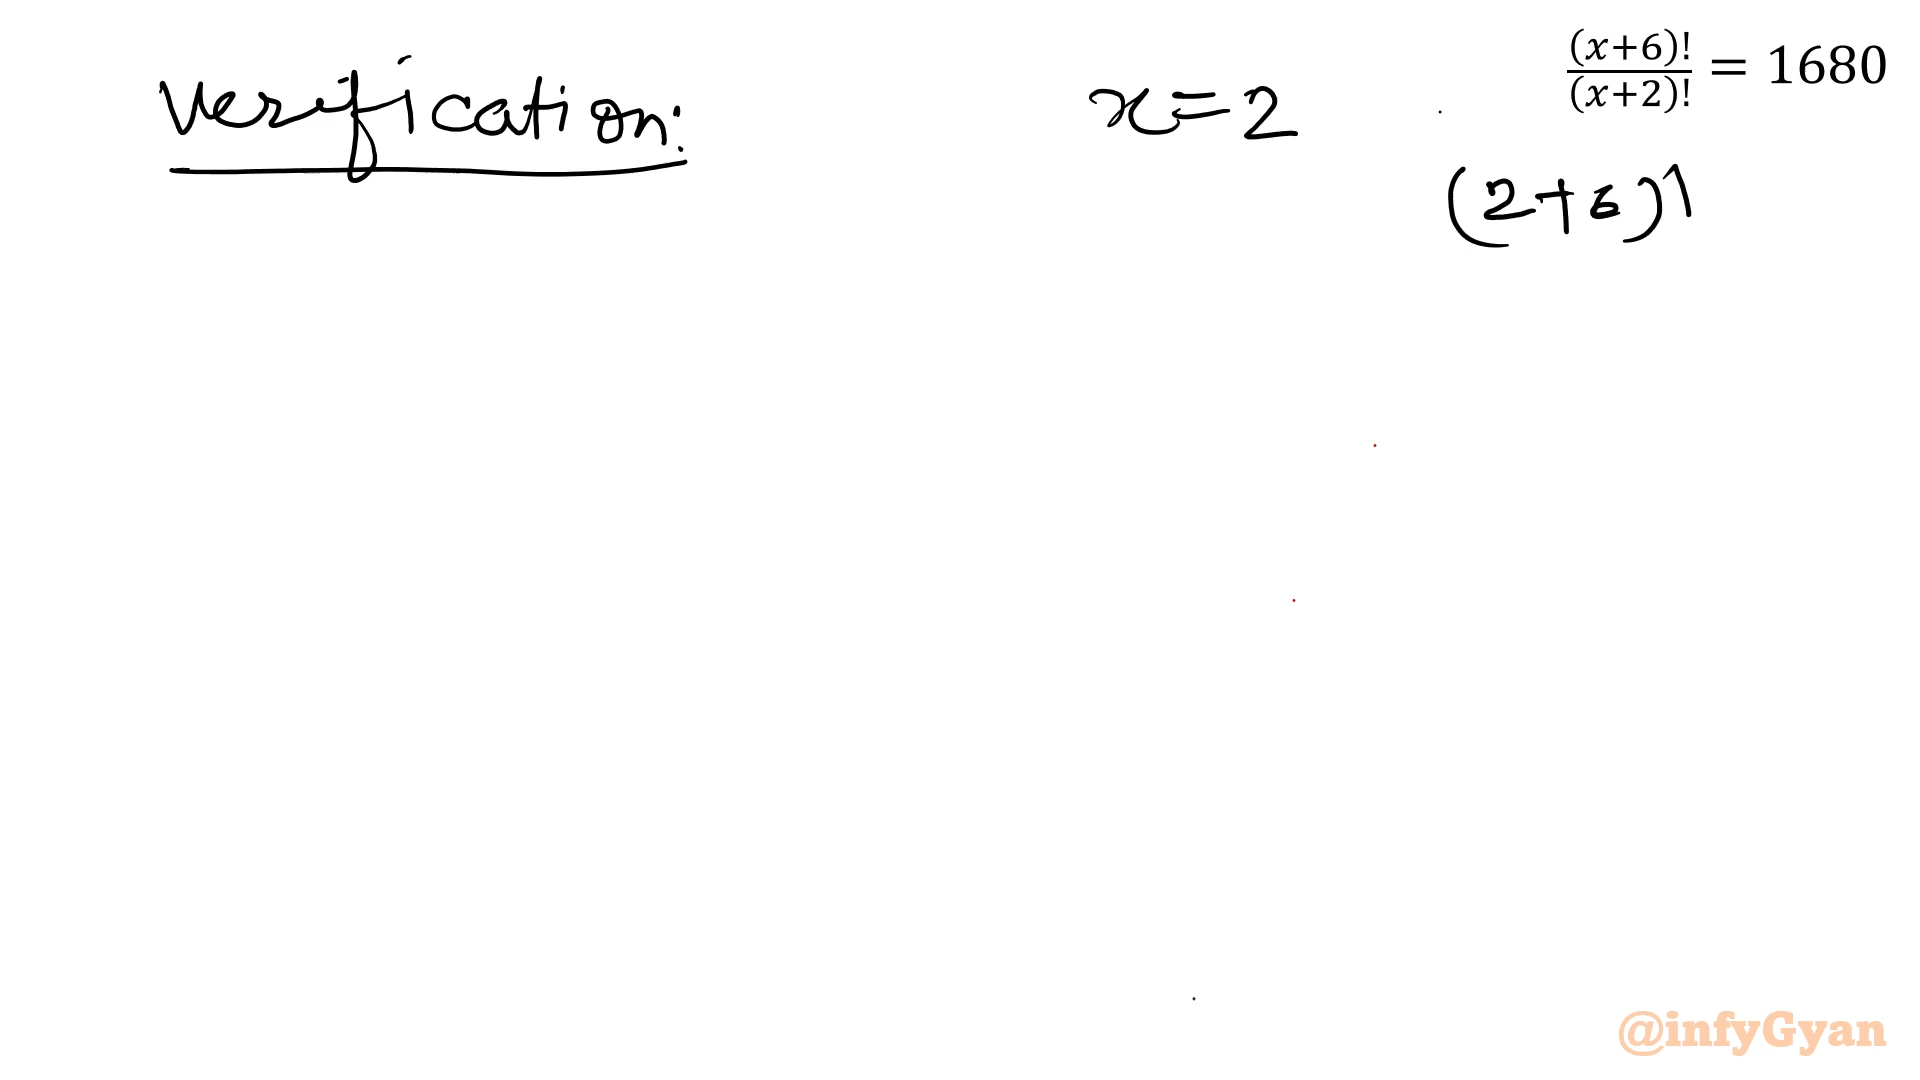 Verification:
x=2
(x+6)!/(x+2)! = 1680
(2+6)!
@infyGyan